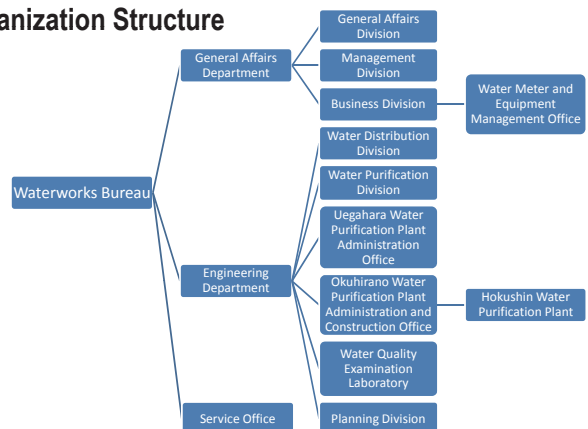 anization Structure
General Affairs
Division
General Affairs
Department
Management
Division
Business Division
Water Meter and
Equipment
Management Office
Water Distribution
Division
Water Purification
Division
Waterworks Bureau
Uegahara Water
Purification Plant
Administration
Office
Engineering
Department
Okuhirano Water
Purification Plant
Administration and
Construction Office
Hokushin Water
Purification Plant
Water Quality
Examination
Laboratory
Service Office
Planning Division